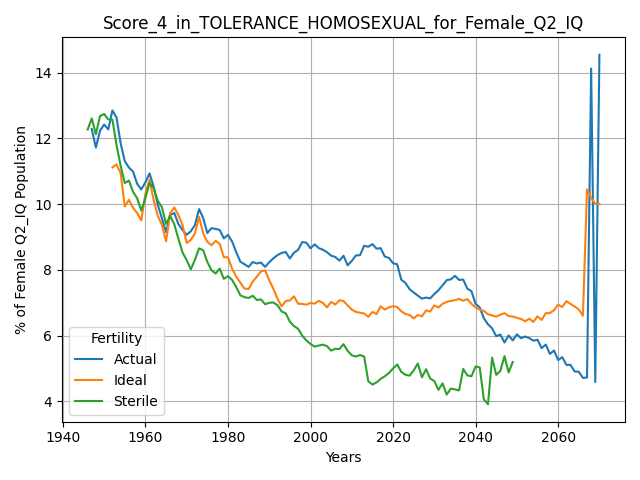 Score_4_in_TOLERANCE_HOMOSEXUAL_for_Female_Q2_IQ
% of Female Q2_IQ Population
14
12
10
8
6
4
Fertility
Actual
Ideal
Sterile
1940
1960
1980
2000
2020
2040
2060
Years